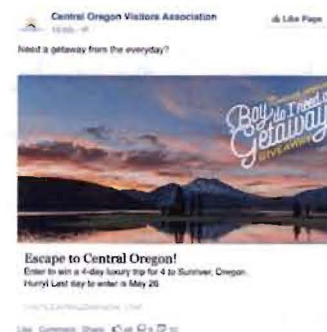 Central Oregon Visitors Association
Like Page
Need a getaway from the everyday?
Boy
do I need a
Getaway
GIVEAWAY
Escape to Central Oregon!
Enter to win a 4-day luxury trip for 4 to Sunriver, Oregon.
Hurry! Last day to enter is May 26
Like Comment Share